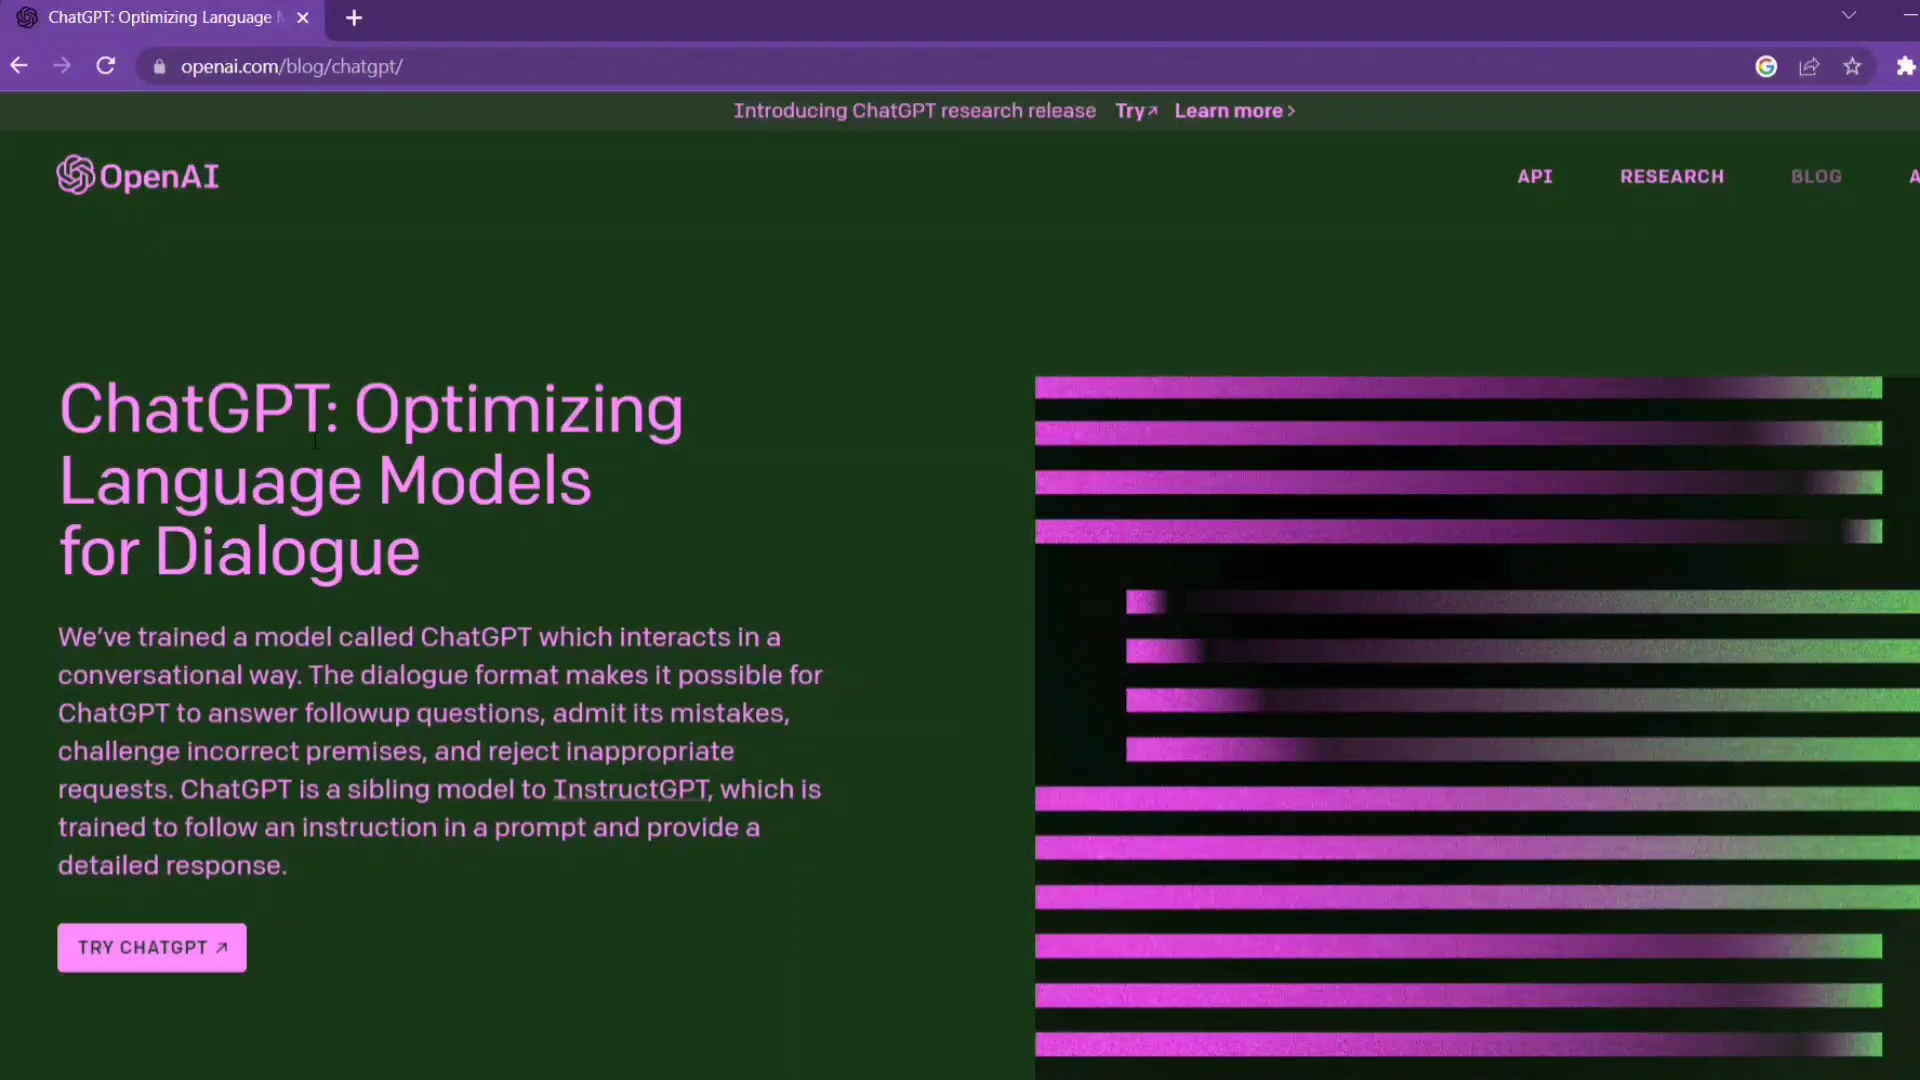 ChatGPT: Optimizing Language
openai.com/blog/chatgpt/
Introducing ChatGPT research release Try↗ Learn more >
OpenAI
API RESEARCH BLOG
ChatGPT: Optimizing
Language Models
for Dialogue
We’ve trained a model called ChatGPT which interacts in a
conversational way. The dialogue format makes it possible for
ChatGPT to answer followup questions, admit its mistakes,
challenge incorrect premises, and reject inappropriate
requests. ChatGPT is a sibling model to InstructGPT, which is
trained to follow an instruction in a prompt and provide a
detailed response.
TRY CHATGPT ↗